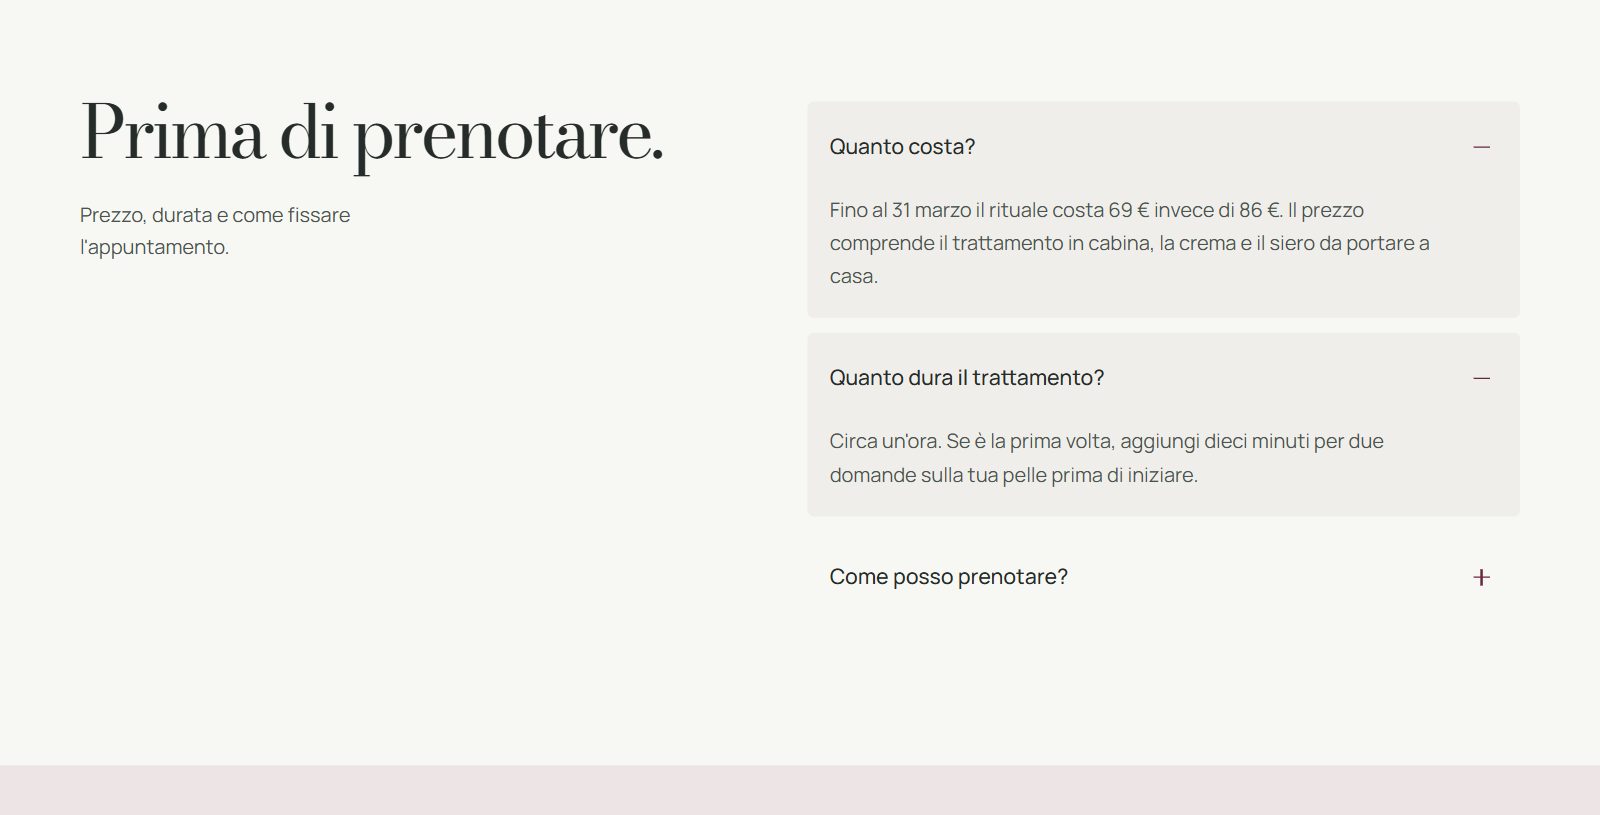 Prima di prenotare.
Prezzo, durata e come fissare
l'appuntamento.
Quanto costa?
Fino al 31 marzo il rituale costa 69 € invece di 86 €. Il prezzo
comprende il trattamento in cabina, la crema e il siero da portare a
casa.
Quanto dura il trattamento?
Circa un'ora. Se è la prima volta, aggiungi dieci minuti per due
domande sulla tua pelle prima di iniziare.
Come posso prenotare?